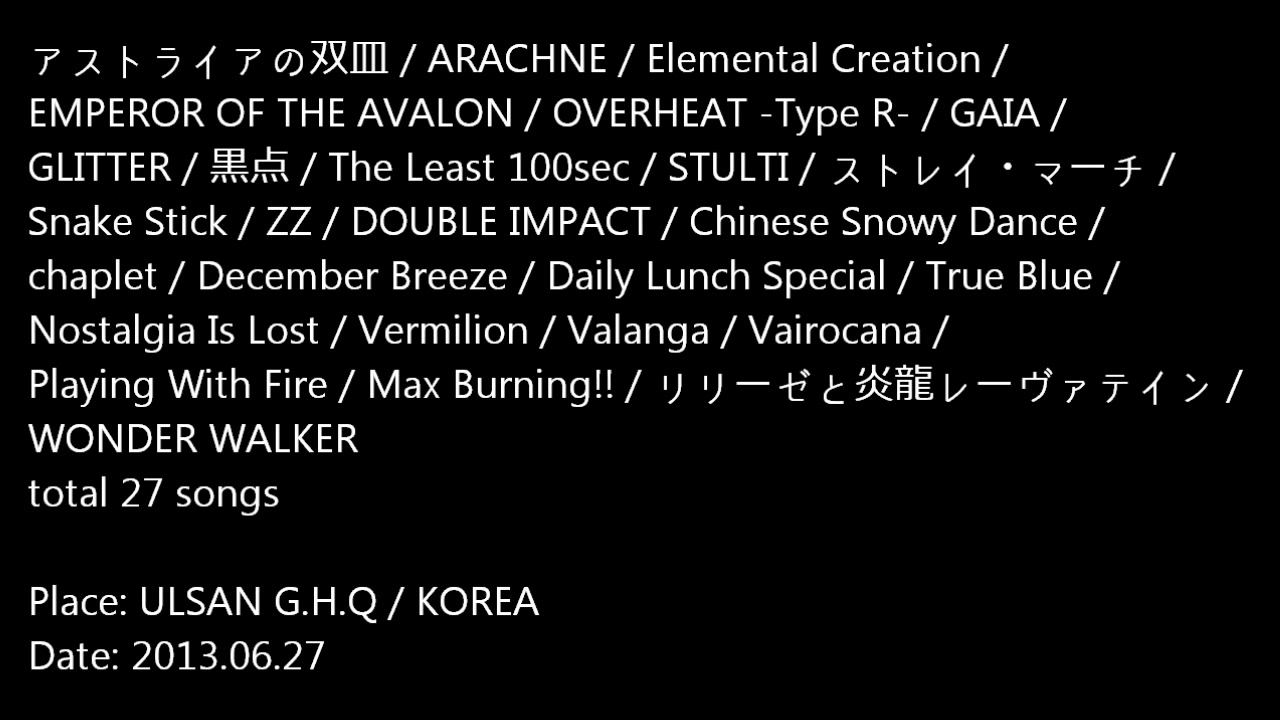 アストライアの双皿 / ARACHNE / Elemental Creation /
EMPEROR OF THE AVALON / OVERHEAT -Type R- / GAIA /
GLITTER / 黒点 / The Least 100sec / STULTI / ストレイ・マーチ /
Snake Stick / ZZ / DOUBLE IMPACT / Chinese Snowy Dance /
chaplet / December Breeze / Daily Lunch Special / True Blue /
Nostalgia Is Lost / Vermilion / Valanga / Vairocana /
Playing With Fire / Max Burning!! / リリーゼと炎龍レーヴァテイン /
WONDER WALKER
total 27 songs
Place: ULSAN G.H.Q / KOREA
Date: 2013.06.27